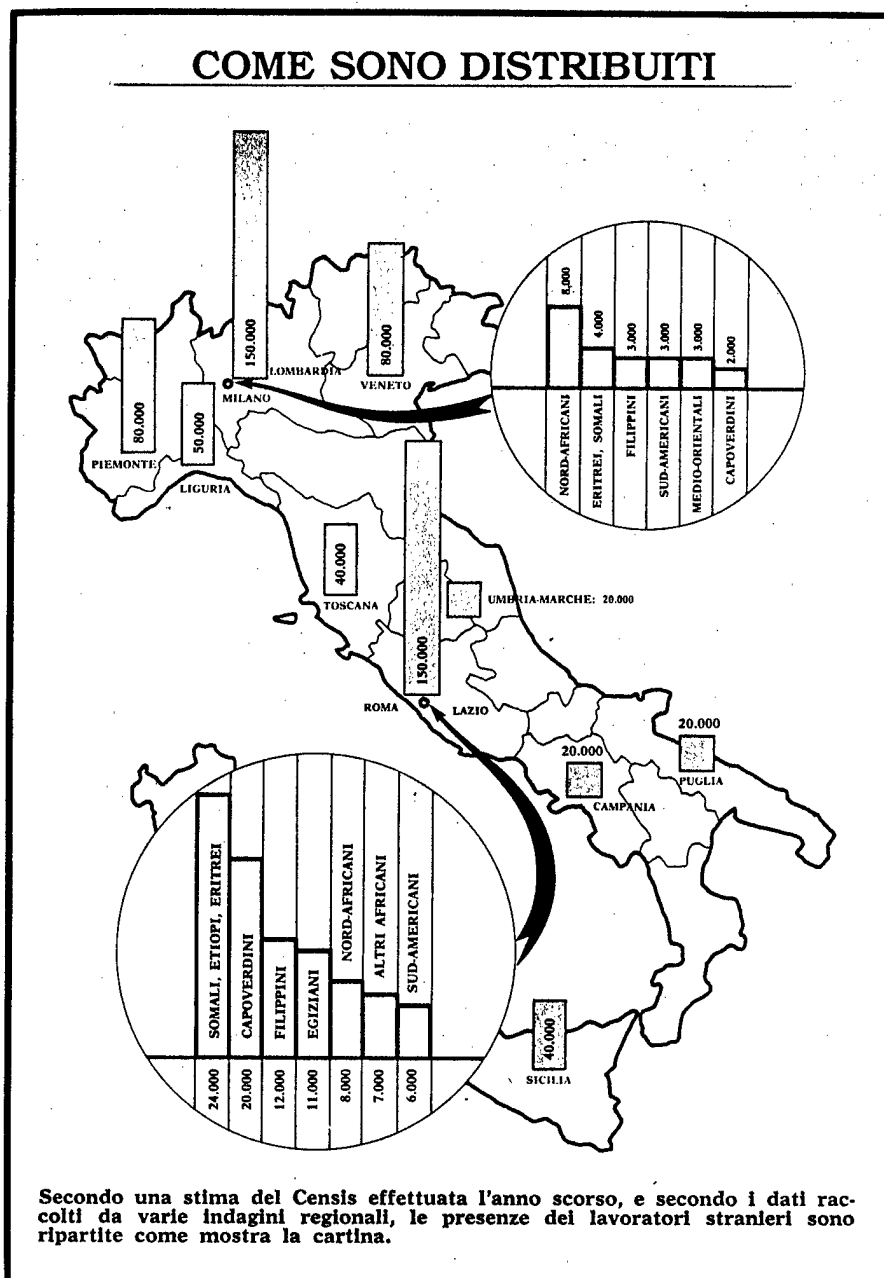 COME SONO DISTRIBUITI
150.000
LOMBARDIA
MILANO
80.000
VENETO
80.000
PIEMONTE
50.000
LIGURIA
8.000
4.000
3.000
3.000
3.000
2.000
NORD-AFRICANI
ERITREI, SOMALI
FILIPPINI
SUD-AMERICANI
MEDIO-ORIENTALI
CAPOVERDINI
40.000
TOSCANA
UMBRIA-MARCHE: 20.000
150.000
ROMA
LAZIO
20.000
CAMPANIA
20.000
PUGLIA
SOMALI, ETIOPI, ERITREI
CAPOVERDINI
FILIPPINI
EGIZIANI
NORD-AFRICANI
ALTRI AFRICANI
SUD-AMERICANI
24.000
20.000
12.000
11.000
8.000
7.000
6.000
40.000
SICILIA
Secondo una stima del Censis effettuata l'anno scorso, e secondo i dati rac-
colti da varie indagini regionali, le presenze dei lavoratori stranieri sono
ripartite come mostra la cartina.